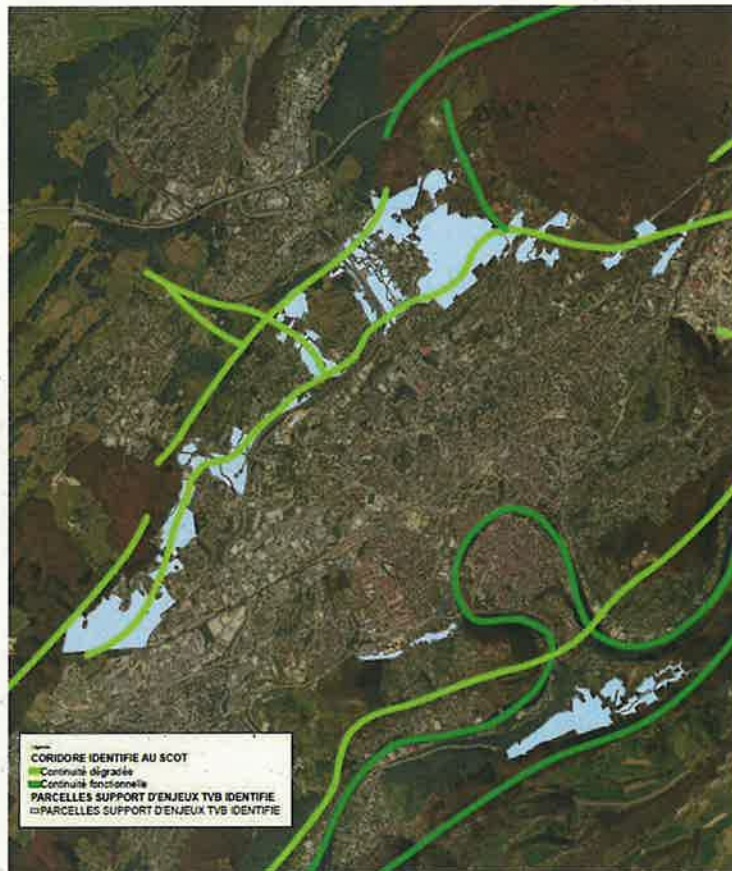 CORIDORE IDENTIFIE AU SCOT
Continuité dégradée
Continuité fonctionnelle
PARCELLES SUPPORT D'ENJEUX TVB IDENTIFIE
PARCELLES SUPPORT D'ENJEUX TVB IDENTIFIE